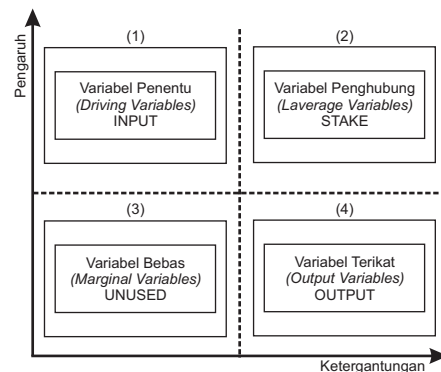 Pengaruh
(1)
Variabel Penentu
(Driving Variables)
INPUT
(2)
Variabel Penghubung
(Laverage Variables)
STAKE
(3)
Variabel Bebas
(Marginal Variables)
UNUSED
(4)
Variabel Terikat
(Output Variables)
OUTPUT
Ketergantungan